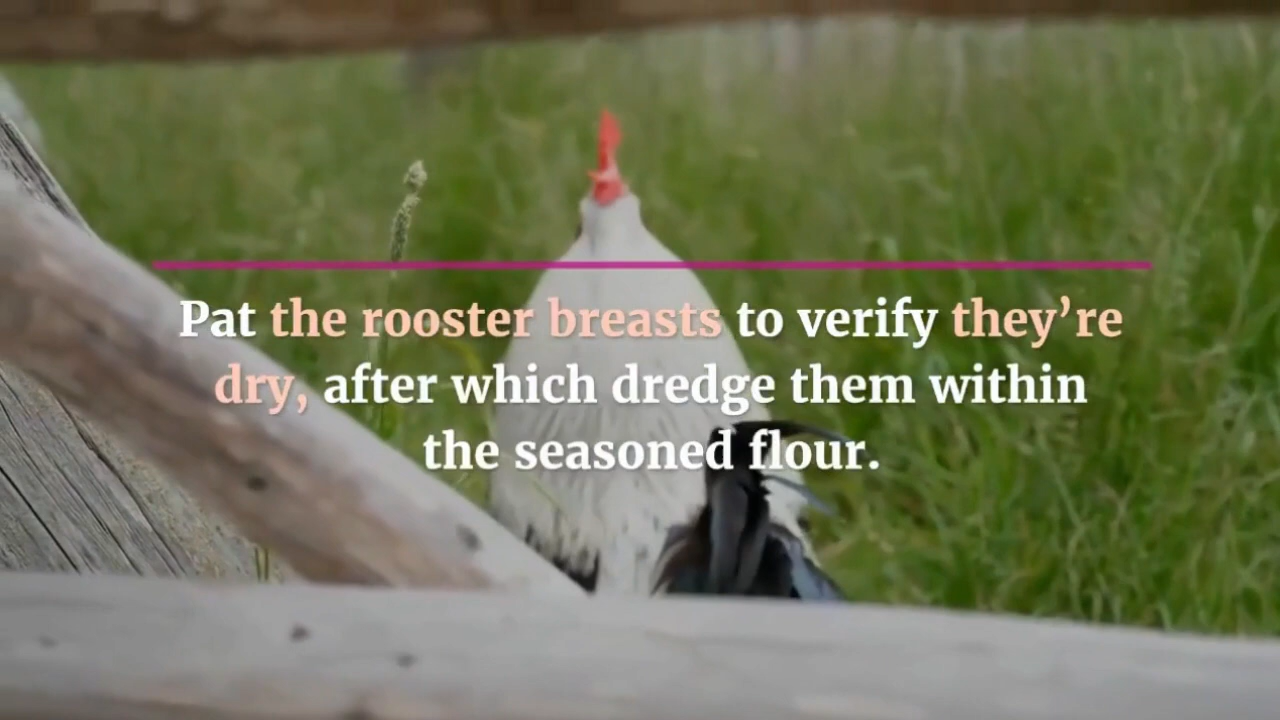 Pat the rooster breasts to verify they’re
dry, after which dredge them within
the seasoned flour.